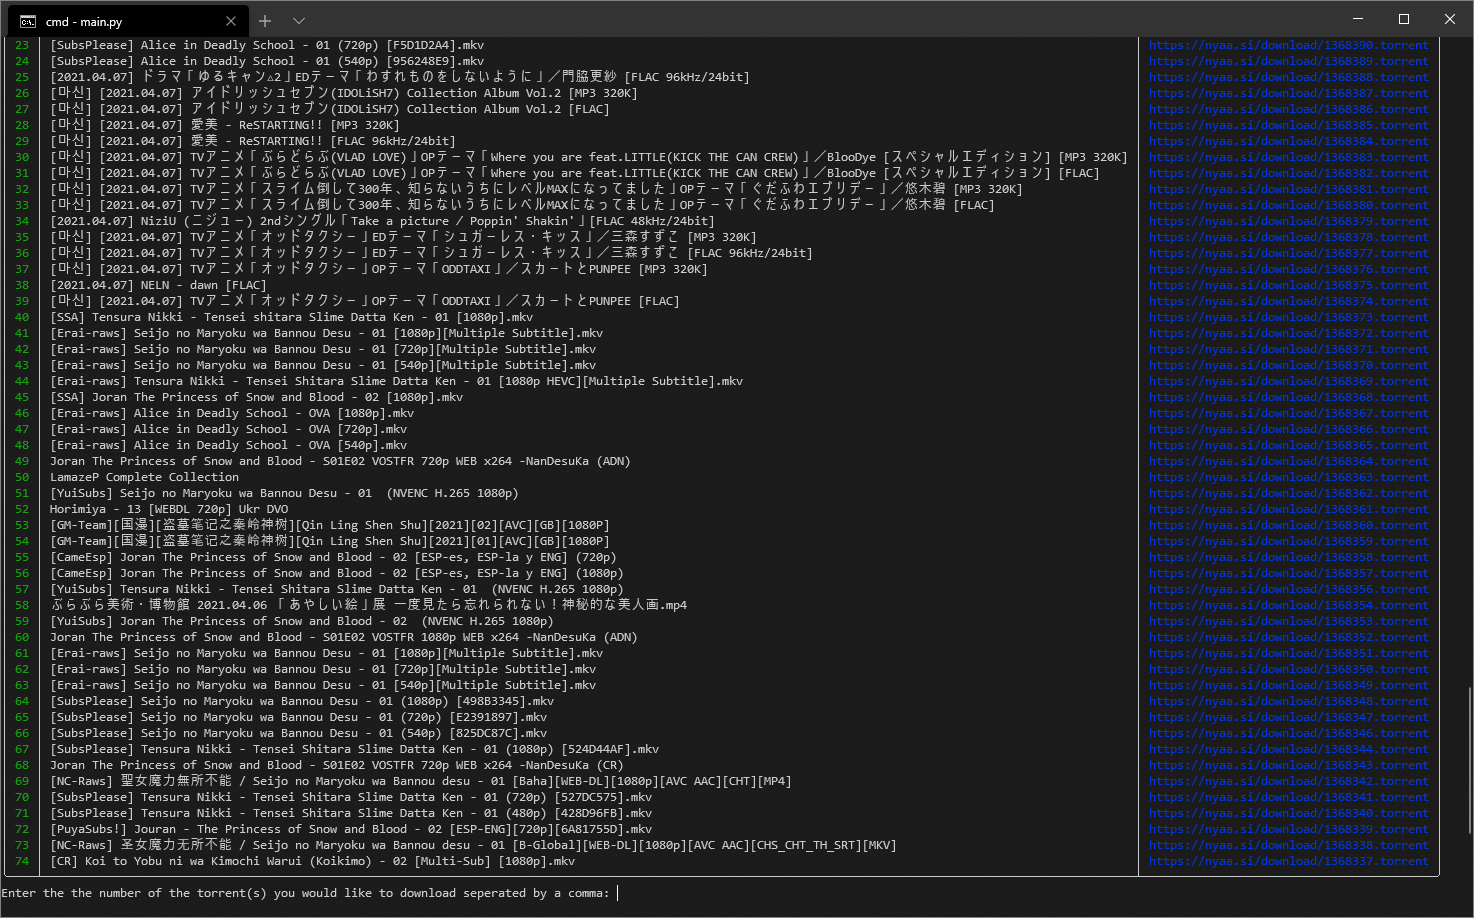 cmd - main.py
23 [SubsPlease] Alice in Deadly School - 01 (720p) [F5D1D2A4].mkv https://nyaa.si/download/1368390.torrent
24 [SubsPlease] Alice in Deadly School - 01 (540p) [956248E9].mkv https://nyaa.si/download/1368389.torrent
25 [2021.04.07] ドラマ「ゆるキャン△2」EDテーマ「わすれものをしないように」／門脇更紗 [FLAC 96kHz/24bit] https://nyaa.si/download/1368388.torrent
26 [마신] [2021.04.07] アイドリッシュセブン(IDOLiSH7) Collection Album Vol.2 [MP3 320K] https://nyaa.si/download/1368387.torrent
27 [마신] [2021.04.07] アイドリッシュセブン(IDOLiSH7) Collection Album Vol.2 [FLAC] https://nyaa.si/download/1368386.torrent
28 [마신] [2021.04.07] 愛美 - ReSTARTING!! [MP3 320K] https://nyaa.si/download/1368385.torrent
29 [마신] [2021.04.07] 愛美 - ReSTARTING!! [FLAC 96kHz/24bit] https://nyaa.si/download/1368384.torrent
30 [마신] [2021.04.07] TVアニメ「ぶらどらぶ(VLAD LOVE)」OPテーマ「Where you are feat.LITTLE(KICK THE CAN CREW)」／BlooDye [スペシャルエディション] [MP3 320K] https://nyaa.si/download/1368383.torrent
31 [마신] [2021.04.07] TVアニメ「ぶらどらぶ(VLAD LOVE)」OPテーマ「Where you are feat.LITTLE(KICK THE CAN CREW)」／BlooDye [スペシャルエディション] [FLAC] https://nyaa.si/download/1368382.torrent
32 [마신] [2021.04.07] TVアニメ「スライム倒して300年、知らないうちにレベルMAXになってました」OPテーマ「ぐだふわエブリデー」／悠木碧 [MP3 320K] https://nyaa.si/download/1368381.torrent
33 [마신] [2021.04.07] TVアニメ「スライム倒して300年、知らないうちにレベルMAXになってました」OPテーマ「ぐだふわエブリデー」／悠木碧 [FLAC] https://nyaa.si/download/1368380.torrent
34 [2021.04.07] NiziU (ニジュー) 2ndシングル「Take a picture / Poppin' Shakin'」[FLAC 48kHz/24bit] https://nyaa.si/download/1368379.torrent
35 [마신] [2021.04.07] TVアニメ「オッドタクシー」EDテーマ「シュガーレス・キッス」／三森すずこ [MP3 320K] https://nyaa.si/download/1368378.torrent
36 [마신] [2021.04.07] TVアニメ「オッドタクシー」EDテーマ「シュガーレス・キッス」／三森すずこ [FLAC 96kHz/24bit] https://nyaa.si/download/1368377.torrent
37 [마신] [2021.04.07] TVアニメ「オッドタクシー」OPテーマ「ODDTAXI」／スカートとPUNPEE [MP3 320K] https://nyaa.si/download/1368376.torrent
38 [2021.04.07] NELN - dawn [FLAC] https://nyaa.si/download/1368375.torrent
39 [마신] [2021.04.07] TVアニメ「オッドタクシー」OPテーマ「ODDTAXI」／スカートとPUNPEE [FLAC] https://nyaa.si/download/1368374.torrent
40 [SSA] Tensura Nikki - Tensei shitara Slime Datta Ken - 01 [1080p].mkv https://nyaa.si/download/1368373.torrent
41 [Erai-raws] Seijo no Maryoku wa Bannou Desu - 01 [1080p][Multiple Subtitle].mkv https://nyaa.si/download/1368372.torrent
42 [Erai-raws] Seijo no Maryoku wa Bannou Desu - 01 [720p][Multiple Subtitle].mkv https://nyaa.si/download/1368371.torrent
43 [Erai-raws] Seijo no Maryoku wa Bannou Desu - 01 [540p][Multiple Subtitle].mkv https://nyaa.si/download/1368370.torrent
44 [Erai-raws] Tensura Nikki - Tensei Shitara Slime Datta Ken - 01 [1080p HEVC][Multiple Subtitle].mkv https://nyaa.si/download/1368369.torrent
45 [SSA] Joran The Princess of Snow and Blood - 02 [1080p].mkv https://nyaa.si/download/1368368.torrent
46 [Erai-raws] Alice in Deadly School - OVA [1080p].mkv https://nyaa.si/download/1368367.torrent
47 [Erai-raws] Alice in Deadly School - OVA [720p].mkv https://nyaa.si/download/1368366.torrent
48 [Erai-raws] Alice in Deadly School - OVA [540p].mkv https://nyaa.si/download/1368365.torrent
49 Joran The Princess of Snow and Blood - S01E02 VOSTFR 720p WEB x264 -NanDesuKa (ADN) https://nyaa.si/download/1368364.torrent
50 LamazeP Complete Collection https://nyaa.si/download/1368363.torrent
51 [YuiSubs] Seijo no Maryoku wa Bannou Desu - 01  (NVENC H.265 1080p) https://nyaa.si/download/1368362.torrent
52 Horimiya - 13 [WEBDL 720p] Ukr DVO https://nyaa.si/download/1368361.torrent
53 [GM-Team][国漫][盗墓笔记之秦岭神树][Qin Ling Shen Shu][2021][02][AVC][GB][1080P] https://nyaa.si/download/1368360.torrent
54 [GM-Team][国漫][盗墓笔记之秦岭神树][Qin Ling Shen Shu][2021][01][AVC][GB][1080P] https://nyaa.si/download/1368359.torrent
55 [CameEsp] Joran The Princess of Snow and Blood - 02 [ESP-es, ESP-la y ENG] (720p) https://nyaa.si/download/1368358.torrent
56 [CameEsp] Joran The Princess of Snow and Blood - 02 [ESP-es, ESP-la y ENG] (1080p) https://nyaa.si/download/1368357.torrent
57 [YuiSubs] Tensura Nikki - Tensei Shitara Slime Datta Ken - 01  (NVENC H.265 1080p) https://nyaa.si/download/1368356.torrent
58 ぶらぶら美術・博物館 2021.04.06 「あやしい絵」展 一度見たら忘れられない！神秘的な美人画.mp4 https://nyaa.si/download/1368354.torrent
59 [YuiSubs] Joran The Princess of Snow and Blood - 02  (NVENC H.265 1080p) https://nyaa.si/download/1368353.torrent
60 Joran The Princess of Snow and Blood - S01E02 VOSTFR 1080p WEB x264 -NanDesuKa (ADN) https://nyaa.si/download/1368352.torrent
61 [Erai-raws] Seijo no Maryoku wa Bannou Desu - 01 [1080p][Multiple Subtitle].mkv https://nyaa.si/download/1368351.torrent
62 [Erai-raws] Seijo no Maryoku wa Bannou Desu - 01 [720p][Multiple Subtitle].mkv https://nyaa.si/download/1368350.torrent
63 [Erai-raws] Seijo no Maryoku wa Bannou Desu - 01 [540p][Multiple Subtitle].mkv https://nyaa.si/download/1368349.torrent
64 [SubsPlease] Seijo no Maryoku wa Bannou Desu - 01 (1080p) [498B3345].mkv https://nyaa.si/download/1368348.torrent
65 [SubsPlease] Seijo no Maryoku wa Bannou Desu - 01 (720p) [E2391897].mkv https://nyaa.si/download/1368347.torrent
66 [SubsPlease] Seijo no Maryoku wa Bannou Desu - 01 (540p) [825DC87C].mkv https://nyaa.si/download/1368346.torrent
67 [SubsPlease] Tensura Nikki - Tensei Shitara Slime Datta Ken - 01 (1080p) [524D44AF].mkv https://nyaa.si/download/1368344.torrent
68 Joran The Princess of Snow and Blood - S01E02 VOSTFR 720p WEB x264 -NanDesuKa (CR) https://nyaa.si/download/1368343.torrent
69 [NC-Raws] 聖女魔力無所不能 / Seijo no Maryoku wa Bannou desu - 01 [Baha][WEB-DL][1080p][AVC AAC][CHT][MP4] https://nyaa.si/download/1368342.torrent
70 [SubsPlease] Tensura Nikki - Tensei Shitara Slime Datta Ken - 01 (720p) [527DC575].mkv https://nyaa.si/download/1368341.torrent
71 [SubsPlease] Tensura Nikki - Tensei Shitara Slime Datta Ken - 01 (480p) [428D96FB].mkv https://nyaa.si/download/1368340.torrent
72 [PuyaSubs!] Jouran - The Princess of Snow and Blood - 02 [ESP-ENG][720p][6A81755D].mkv https://nyaa.si/download/1368339.torrent
73 [NC-Raws] 圣女魔力无所不能 / Seijo no Maryoku wa Bannou desu - 01 [B-Global][WEB-DL][1080p][AVC AAC][CHS_CHT_TH_SRT][MKV] https://nyaa.si/download/1368338.torrent
74 [CR] Koi to Yobu ni wa Kimochi Warui (Koikimo) - 02 [Multi-Sub] [1080p].mkv https://nyaa.si/download/1368337.torrent
Enter the the number of the torrent(s) you would like to download seperated by a comma: